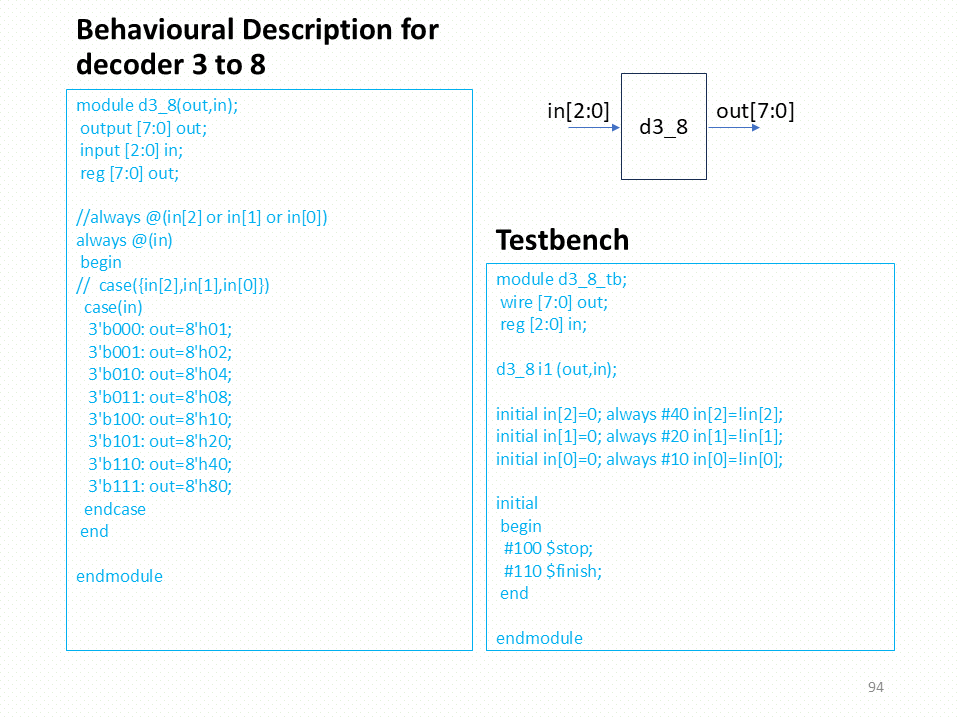 Behavioural Description for
decoder 3 to 8
module d3_8(out,in);
output [7:0] out;
input [2:0] in;
reg [7:0] out;
//always @(in[2] or in[1] or in[0])
always @(in)
begin
//  case({in[2],in[1],in[0]})
case(in)
3'b000: out=8'h01;
3'b001: out=8'h02;
3'b010: out=8'h04;
3'b011: out=8'h08;
3'b100: out=8'h10;
3'b101: out=8'h20;
3'b110: out=8'h40;
3'b111: out=8'h80;
endcase
end
endmodule
in[2:0]
d3_8
out[7:0]
Testbench
module d3_8_tb;
wire [7:0] out;
reg [2:0] in;
d3_8 i1 (out,in);
initial in[2]=0; always #40 in[2]=!in[2];
initial in[1]=0; always #20 in[1]=!in[1];
initial in[0]=0; always #10 in[0]=!in[0];
initial
begin
#100 $stop;
#110 $finish;
end
endmodule
94